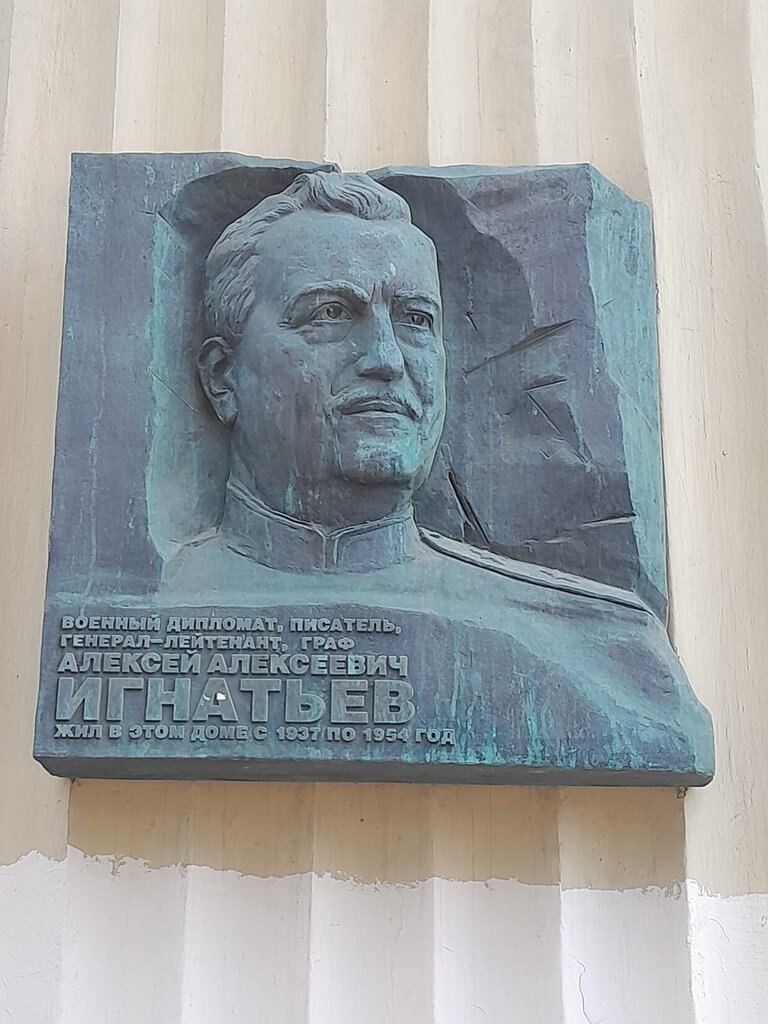 ВОЕННЫЙ ДИПЛОМАТ, ПИСАТЕЛЬ,
ГЕНЕРАЛ-ЛЕЙТЕНАНТ, ГРАФ
АЛЕКСЕЙ АЛЕКСЕЕВИЧ
ИГНАТЬЕВ
ЖИЛ В ЭТОМ ДОМЕ С 1937 ПО 1954 ГОД